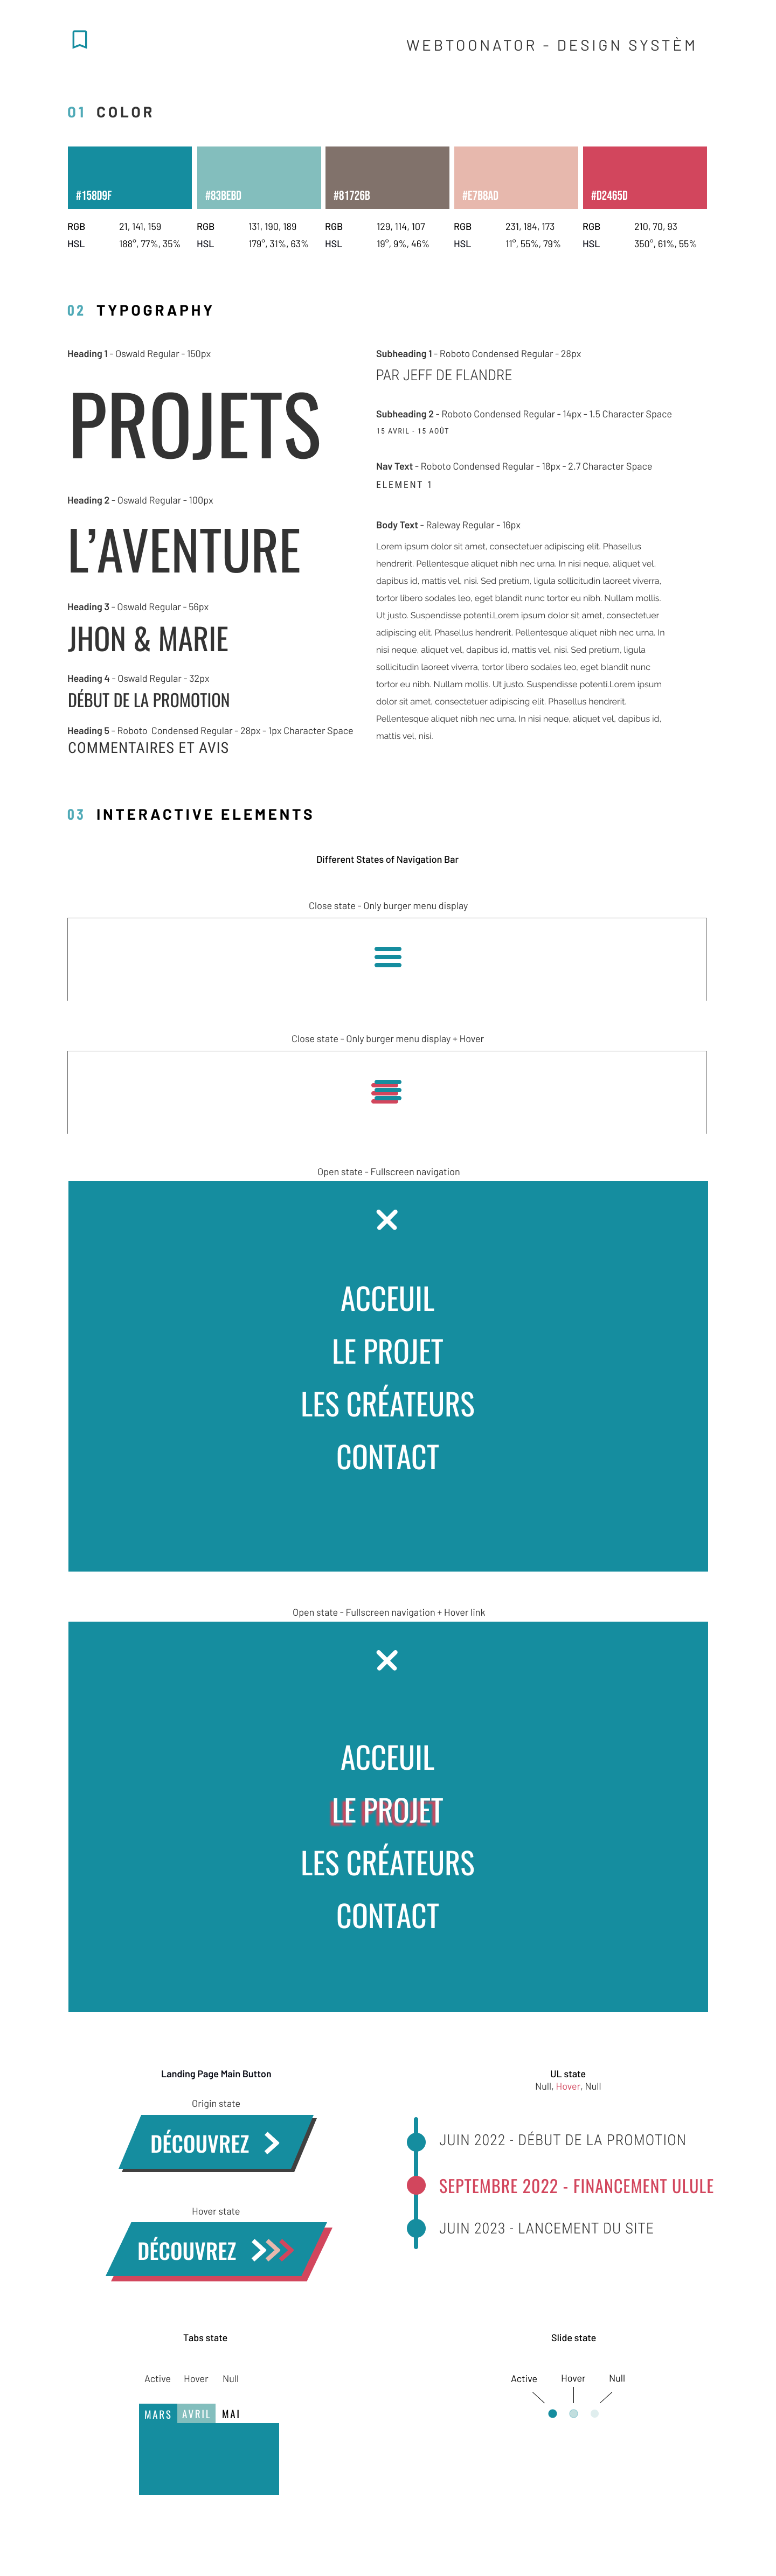 WEBTOONATOR - DESIGN SYSTÈM
01 COLOR
#158D9F
#83BEBD
#81726B
#E7B8AD
#D2465D
RGB 21, 141, 159
HSL 188°, 77%, 35%
RGB 131, 190, 189
HSL 179°, 31%, 63%
RGB 129, 114, 107
HSL 19°, 9%, 46%
RGB 231, 184, 173
HSL 11°, 55%, 79%
RGB 210, 70, 93
HSL 350°, 61%, 55%
02 TYPOGRAPHY
Heading 1 - Oswald Regular - 150px
PROJETS
Heading 2 - Oswald Regular - 100px
L’AVENTURE
Heading 3 - Oswald Regular - 56px
JHON & MARIE
Heading 4 - Oswald Regular - 32px
DÉBUT DE LA PROMOTION
Heading 5 - Roboto Condensed Regular - 28px - 1px Character Space
COMMENTAIRES ET AVIS
Subheading 1 - Roboto Condensed Regular - 28px
PAR JEFF DE FLANDRE
Subheading 2 - Roboto Condensed Regular - 14px - 1.5 Character Space
15 AVRIL - 15 AOÛT
Nav Text - Roboto Condensed Regular - 18px - 2.7 Character Space
ELEMENT 1
Body Text - Raleway Regular - 16px
Lorem ipsum dolor sit amet, consectetuer adipiscing elit. Phasellus
hendrerit. Pellentesque aliquet nibh nec urna. In nisi neque, aliquet vel,
dapibus id, mattis vel, nisi. Sed pretium, ligula sollicitudin laoreet viverra,
tortor libero sodales leo, eget blandit nunc tortor eu nibh. Nullam mollis.
Ut justo. Suspendisse potenti.Lorem ipsum dolor sit amet, consectetuer
adipiscing elit. Phasellus hendrerit. Pellentesque aliquet nibh nec urna. In
nisi neque, aliquet vel, dapibus id, mattis vel, nisi. Sed pretium, ligula
sollicitudin laoreet viverra, tortor libero sodales leo, eget blandit nunc
tortor eu nibh. Nullam mollis. Ut justo. Suspendisse potenti.Lorem ipsum
dolor sit amet, consectetuer adipiscing elit. Phasellus hendrerit.
Pellentesque aliquet nibh nec urna. In nisi neque, aliquet vel, dapibus id,
mattis vel, nisi.
03 INTERACTIVE ELEMENTS
Different States of Navigation Bar
Close state - Only burger menu display
Close state - Only burger menu display + Hover
Open state - Fullscreen navigation
ACCEUIL
LE PROJET
LES CRÉATEURS
CONTACT
Open state - Fullscreen navigation + Hover link
ACCEUIL
LE PROJET
LES CRÉATEURS
CONTACT
Landing Page Main Button
Origin state
DÉCOUVREZ
Hover state
DÉCOUVREZ
UL state
Null, Hover, Null
JUIN 2022 - DÉBUT DE LA PROMOTION
SEPTEMBRE 2022 - FINANCEMENT ULULE
JUIN 2023 - LANCEMENT DU SITE
Tabs state
Active Hover Null
MARS AVRIL MAI
Slide state
Active Hover Null